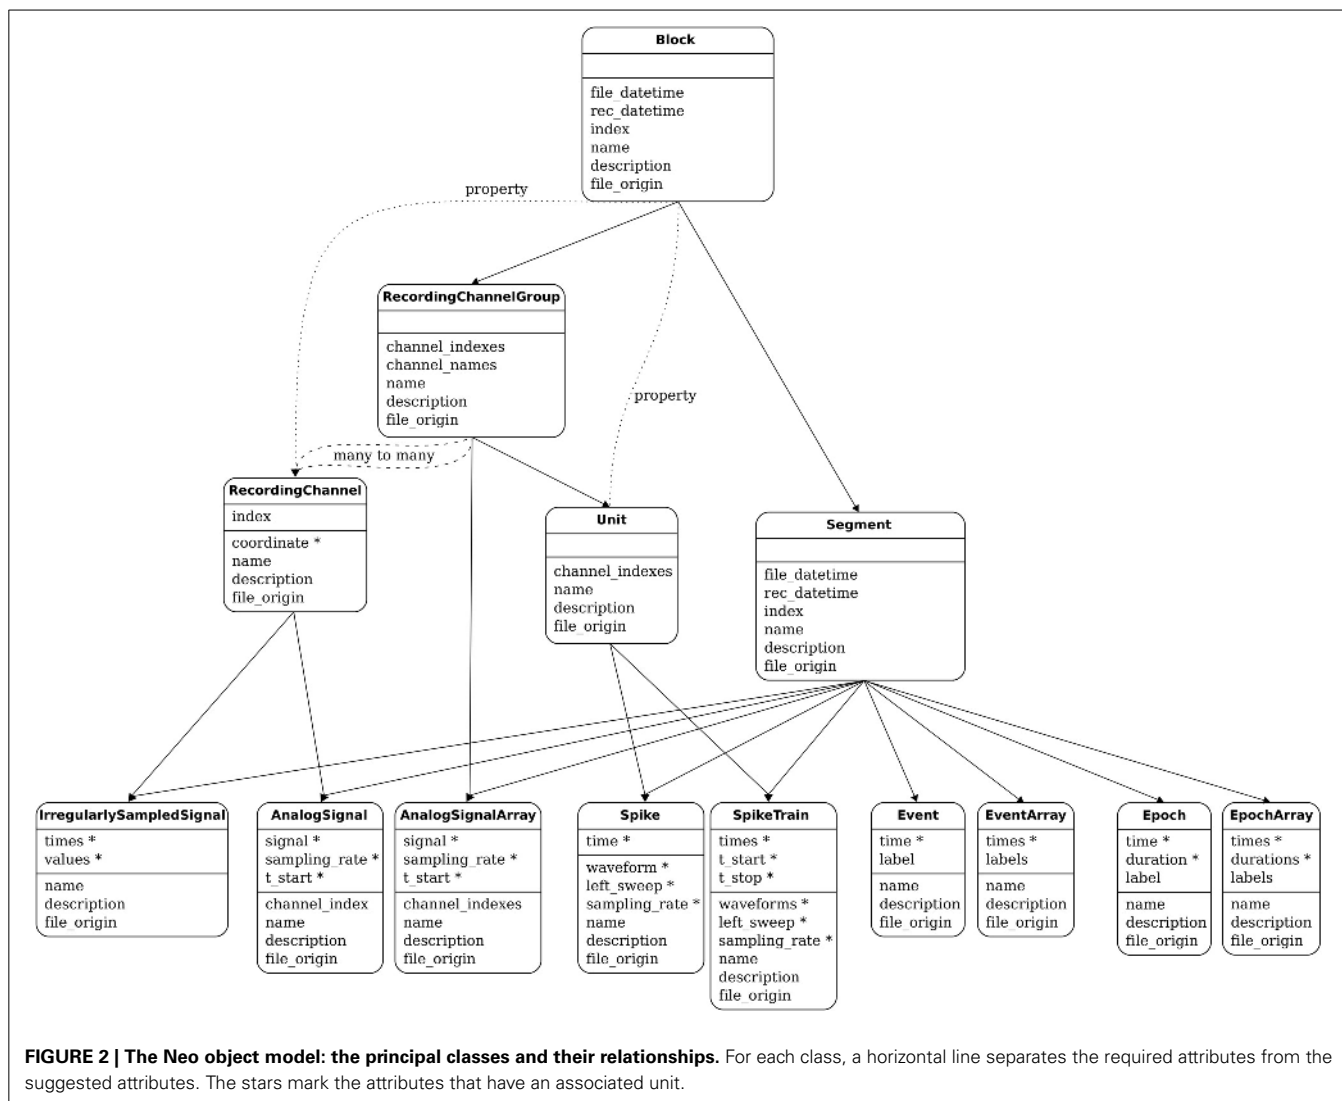 Block
file_datetime
rec_datetime
index
name
description
file_origin
property
RecordingChannelGroup
channel_indexes
channel_names
name
description
file_origin
property
many to many
RecordingChannel
index
coordinate *
name
description
file_origin
Unit
channel_indexes
name
description
file_origin
Segment
file_datetime
rec_datetime
index
name
description
file_origin
IrregularlySampledSignal
times *
values *
name
description
file_origin
AnalogSignal
signal *
sampling_rate *
t_start *
channel_index
name
description
file_origin
AnalogSignalArray
signal *
sampling_rate *
t_start *
channel_indexes
name
description
file_origin
Spike
time *
waveform *
left_sweep *
sampling_rate *
name
description
file_origin
SpikeTrain
times *
t_start *
t_stop *
waveforms *
left_sweep *
sampling_rate *
name
description
file_origin
Event
time *
label
name
description
file_origin
EventArray
times *
labels
name
description
file_origin
Epoch
time *
duration *
label
name
description
file_origin
EpochArray
times *
durations *
labels
name
description
file_origin
FIGURE 2 | The Neo object model: the principal classes and their relationships. For each class, a horizontal line separates the required attributes from the
suggested attributes. The stars mark the attributes that have an associated unit.